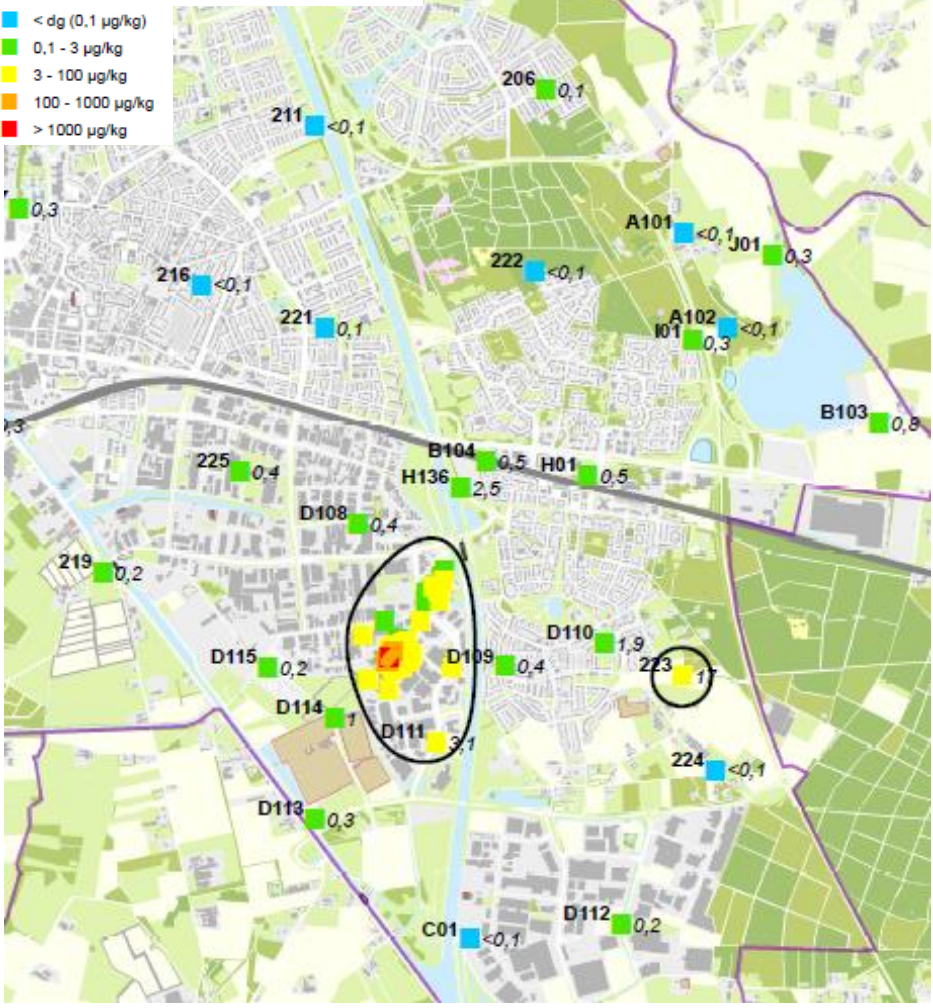 < dg (0.1 µg/kg)
0,1 - 3 µg/kg
3 - 100 µg/kg
100 - 1000 µg/kg
> 1000 µg/kg
206 0,1
211 <0,1
0,3
A101 <0,1
J01 0,3
222 <0,1
216 <0,1
221 0,1
A102 <0,1
I01 0,3
B103 0,8
0,3
B104 0,5
H01 0,5
225 0,4
H136 2,5
D108 0,4
219 0,2
D110 1,9
D115 0,2
D109 0,4
223 17
D114 1
D111 3,1
224 <0,1
D113 0,3
D112 0,2
C01 <0,1